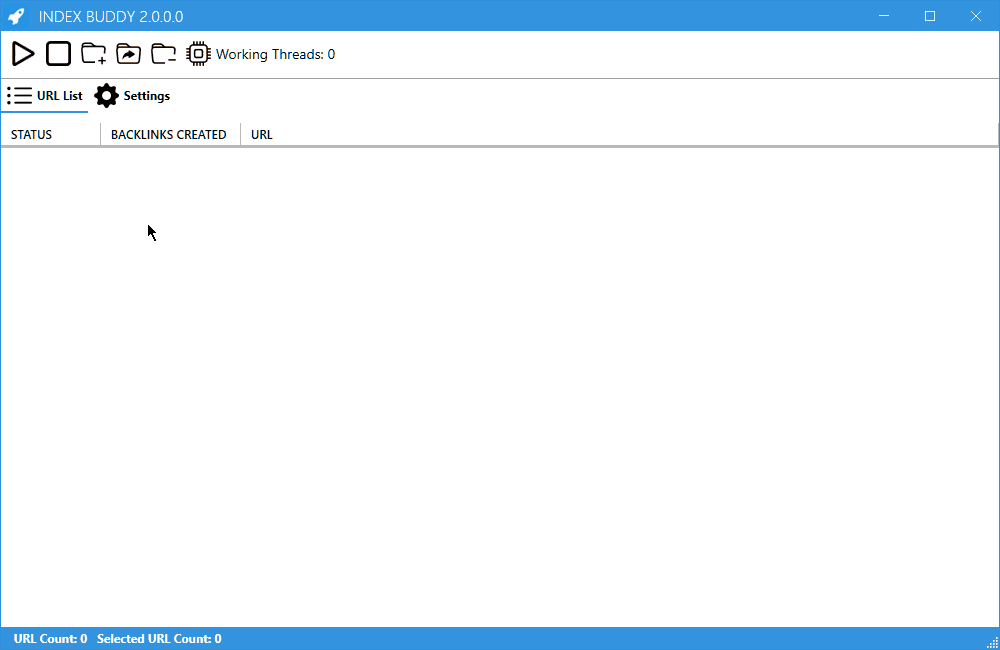 INDEX BUDDY 2.0.0.0
Working Threads: 0
URL List Settings
STATUS BACKLINKS CREATED URL
URL Count: 0 Selected URL Count: 0